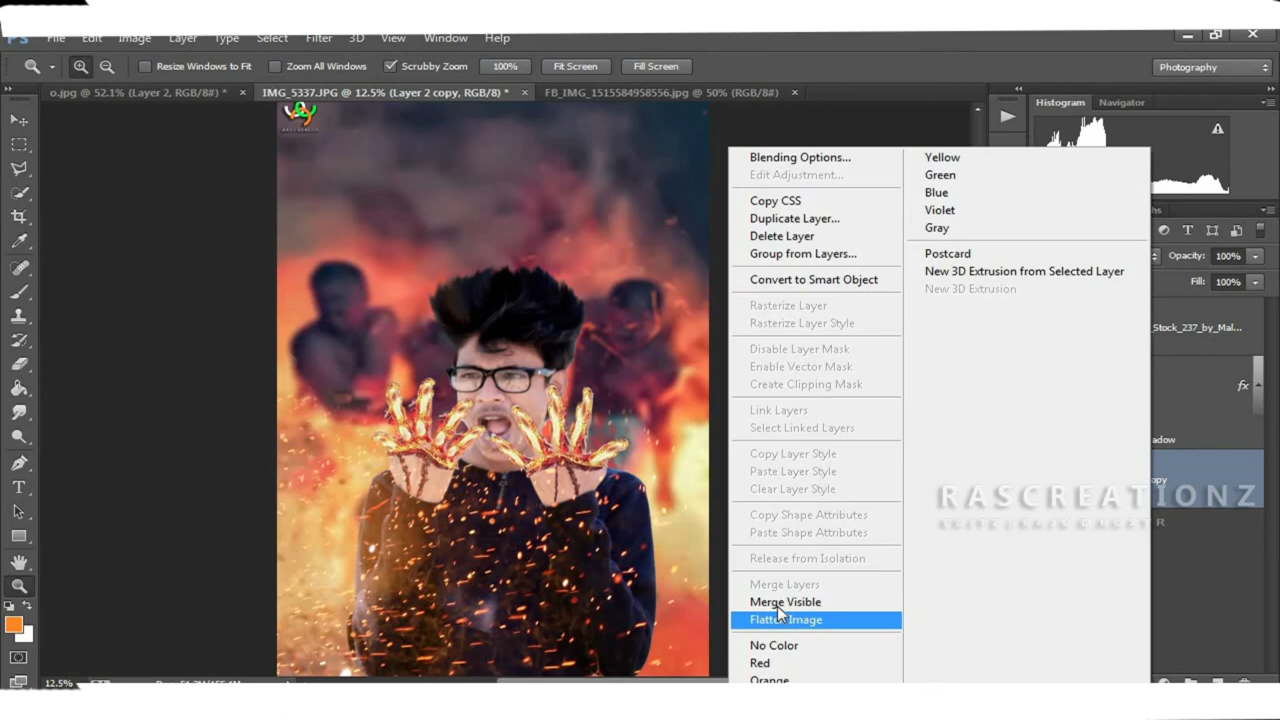 Ps File Edit Image Layer Type Select Filter 3D View Window Help
Resize Windows to Fit Zoom All Windows Scrubby Zoom 100% Fit Screen Fill Screen Photography
o.jpg @ 52.1% (Layer 2, RGB/8#) * IMG_5337.JPG @ 12.5% (Layer 2 copy, RGB/8) * FB_IMG_1515584958556.jpg @ 50% (RGB/8#)
Histogram Navigator
Blending Options...
Edit Adjustment...
Copy CSS
Duplicate Layer...
Delete Layer
Group from Layers...
Convert to Smart Object
Rasterize Layer
Rasterize Layer Style
Disable Layer Mask
Enable Vector Mask
Create Clipping Mask
Link Layers
Select Linked Layers
Copy Layer Style
Paste Layer Style
Clear Layer Style
Copy Shape Attributes
Paste Shape Attributes
Release from Isolation
Merge Layers
Merge Visible
Flatten Image
No Color
Red
Orange
Yellow
Green
Blue
Violet
Gray
Postcard
New 3D Extrusion from Selected Layer
New 3D Extrusion
Opacity: 100%
Fill: 100%
_Stock_237_by_Mal...
fx
adow
opy
RASCREATIONZ
12.5%